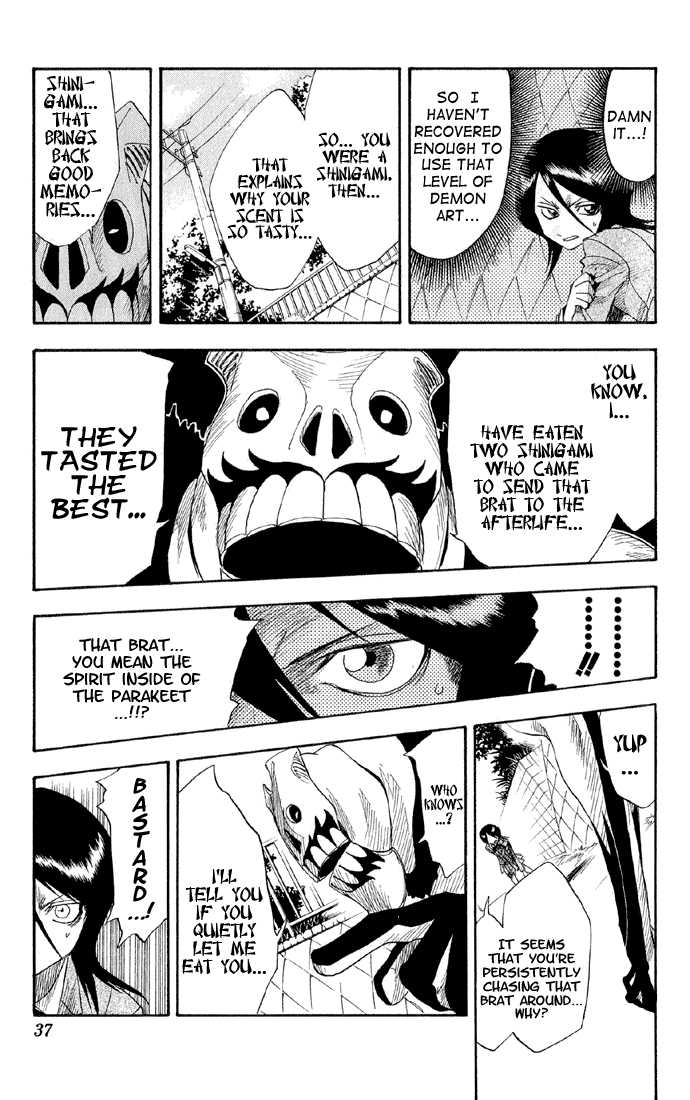 DAMN
IT...!
SO I
HAVEN'T
RECOVERED
ENOUGH TO
USE THAT
LEVEL OF
DEMON
ART...
SO... YOU
WERE A
SHINIGAMI.
THEN...
THAT
EXPLAINS
WHY YOUR
SCENT IS
SO TASTY...
SHINI-
GAMI...
THAT
BRINGS
BACK
GOOD
MEMO-
RIES...
YOU
KNOW,
I...
HAVE EATEN
TWO SHINIGAMI
WHO CAME
TO SEND THAT
BRAT TO THE
AFTERLIFE...
THEY
TASTED
THE
BEST...
......!!
THAT BRAT...
YOU MEAN THE
SPIRIT INSIDE OF
THE PARAKEET
...!!?
YUP
...
IT SEEMS
THAT YOU'RE
PERSISTENTLY
CHASING THAT
BRAT AROUND...
WHY?
WHO
KNOWS
...?
I'LL
TELL YOU
IF YOU
QUIETLY
LET ME
EAT YOU...
BASTARD
...!
37